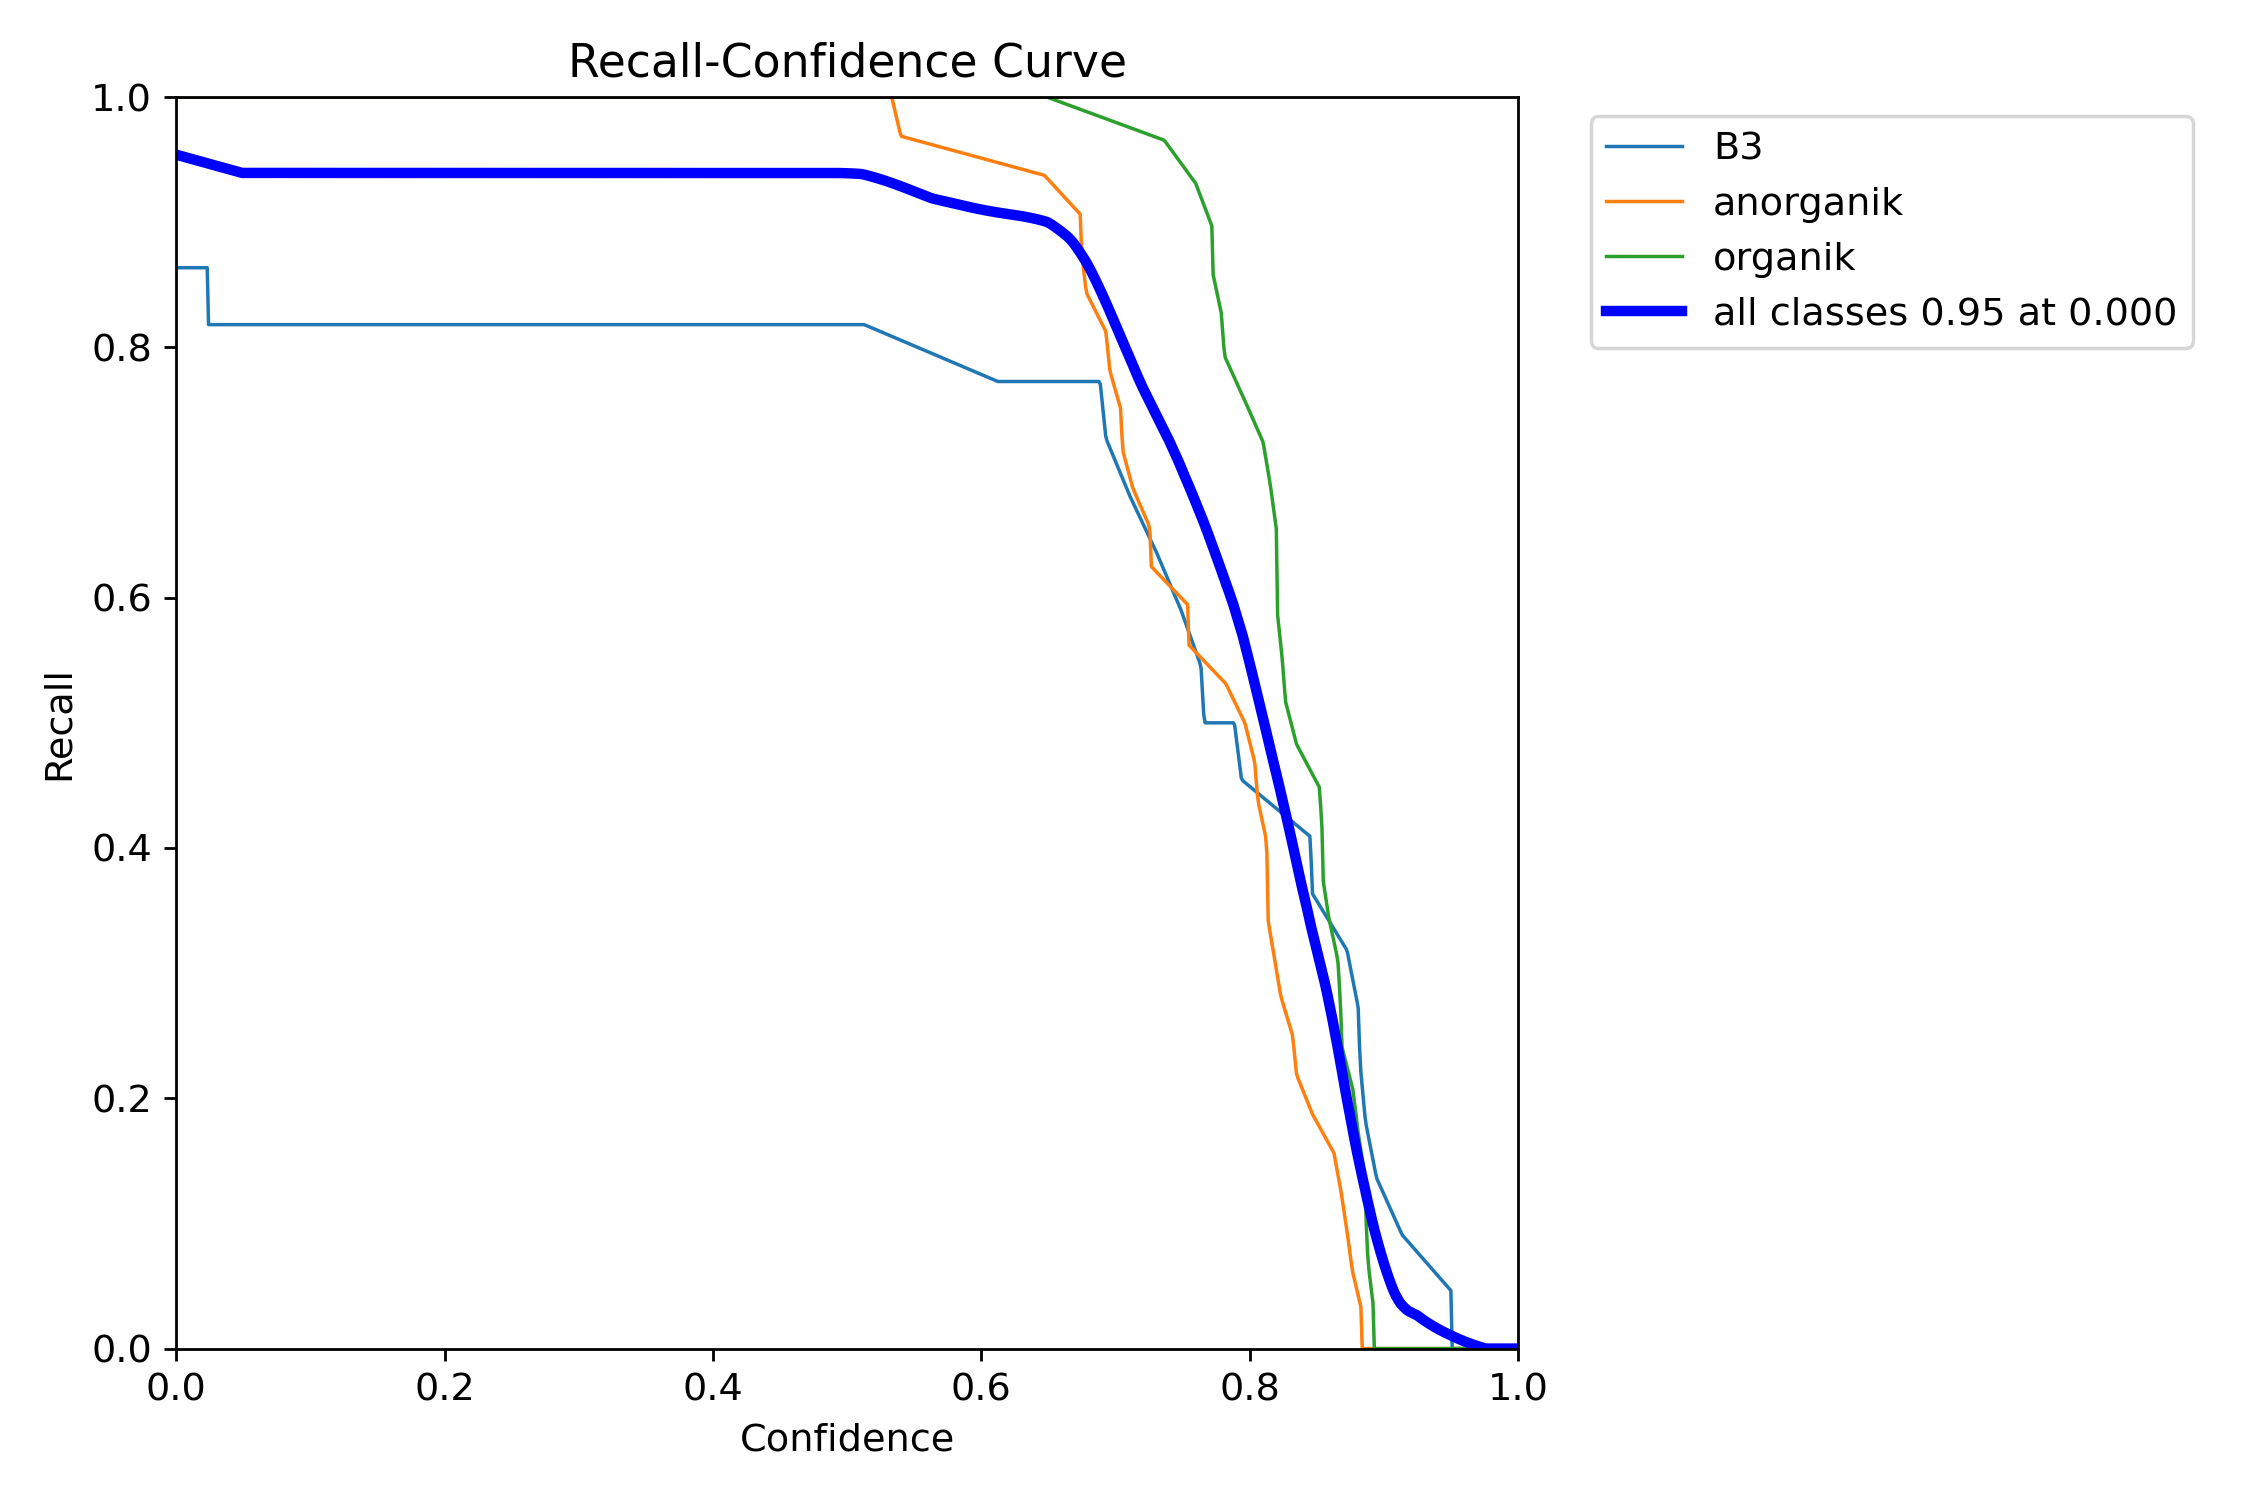 Recall-Confidence Curve
1.0
0.8
0.6
0.4
0.2
0.0
Recall
0.0 0.2 0.4 0.6 0.8 1.0
Confidence
B3
anorganik
organik
all classes 0.95 at 0.000